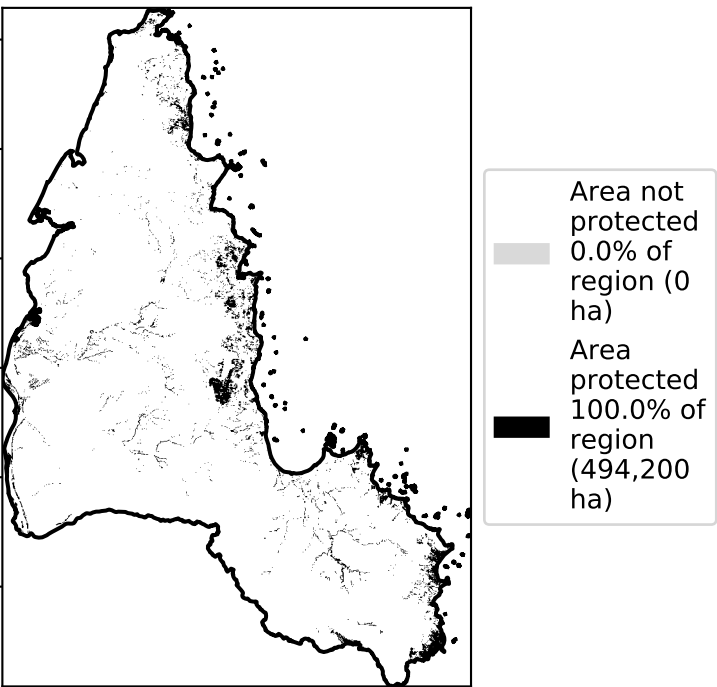 Area not
protected
0.0% of
region (0
ha)
Area
protected
100.0% of
region
(494,200
ha)